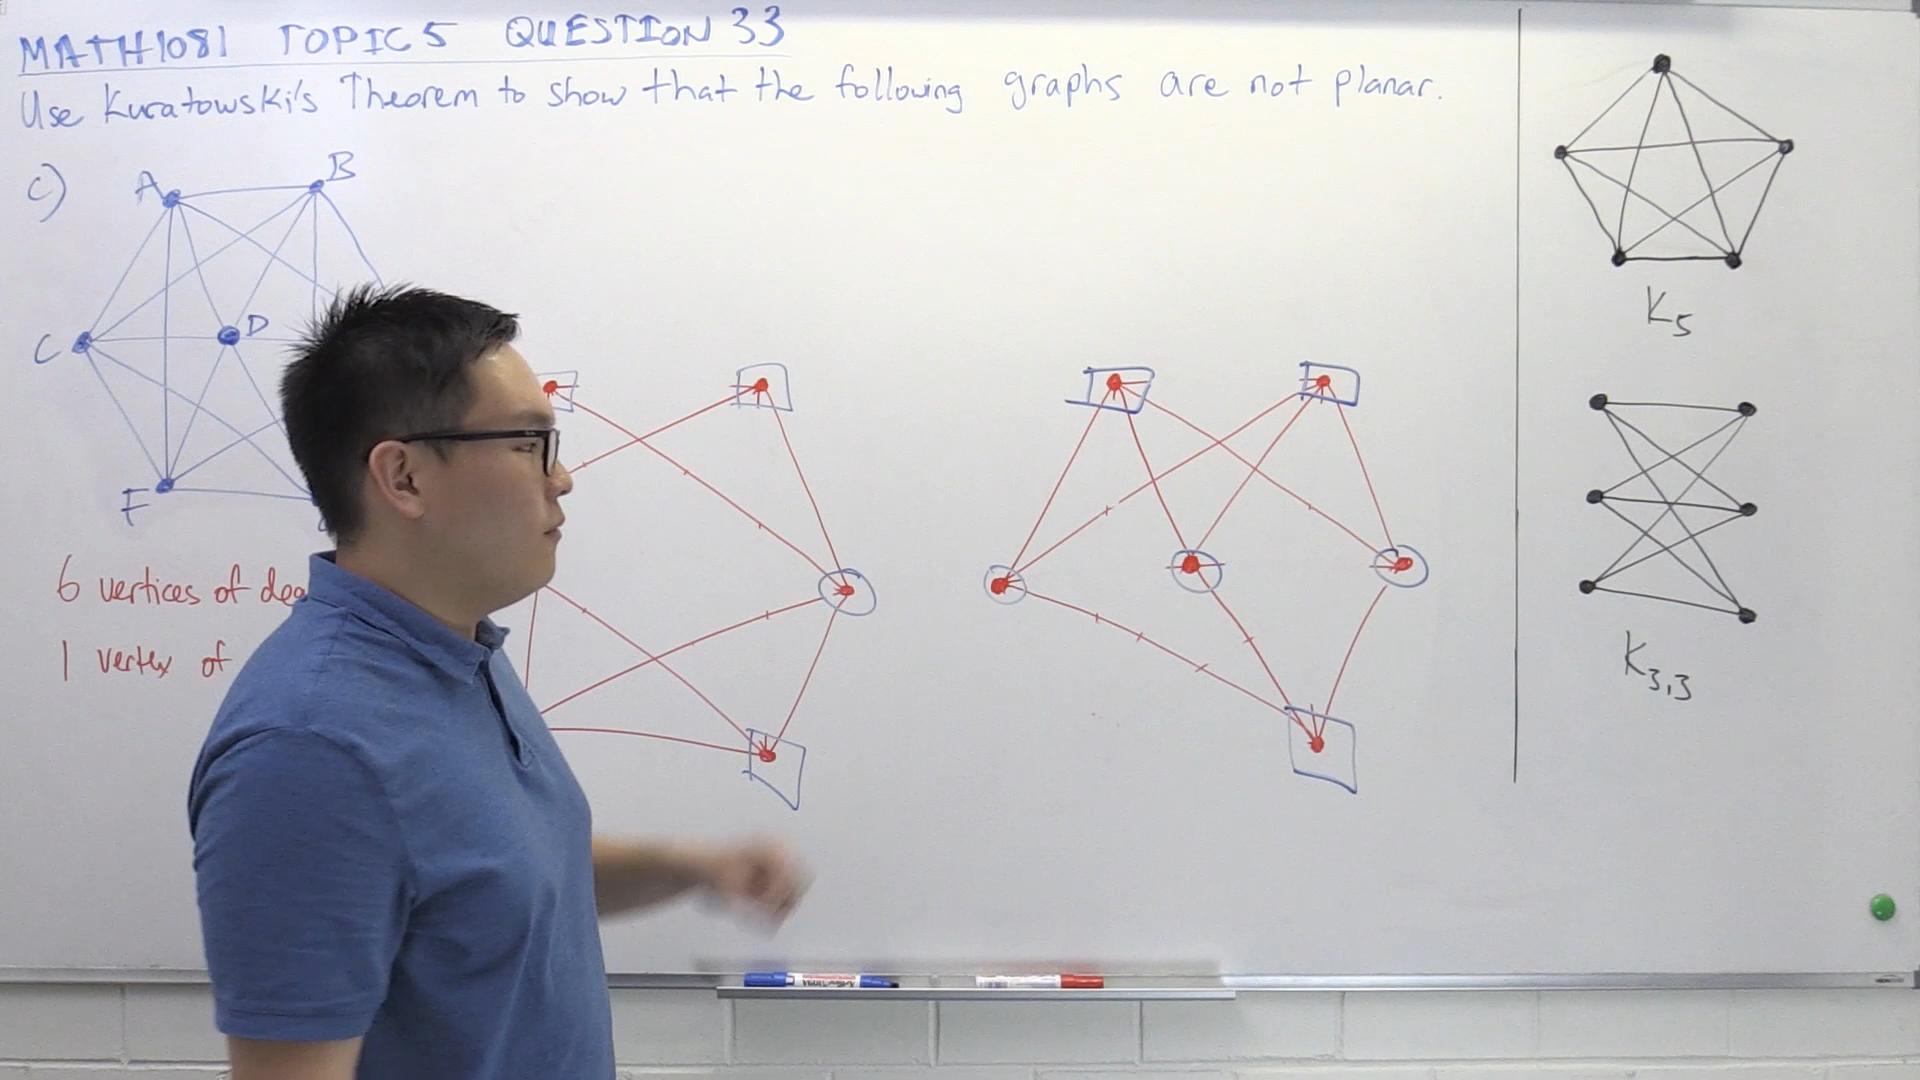 MATH1081 TOPIC 5 QUESTION 33
Use Kuratowski's Theorem to show that the following graphs are not planar.
c)
A
B
C
D
F
6 vertices of deg
1 vertex of
K5
K3,3